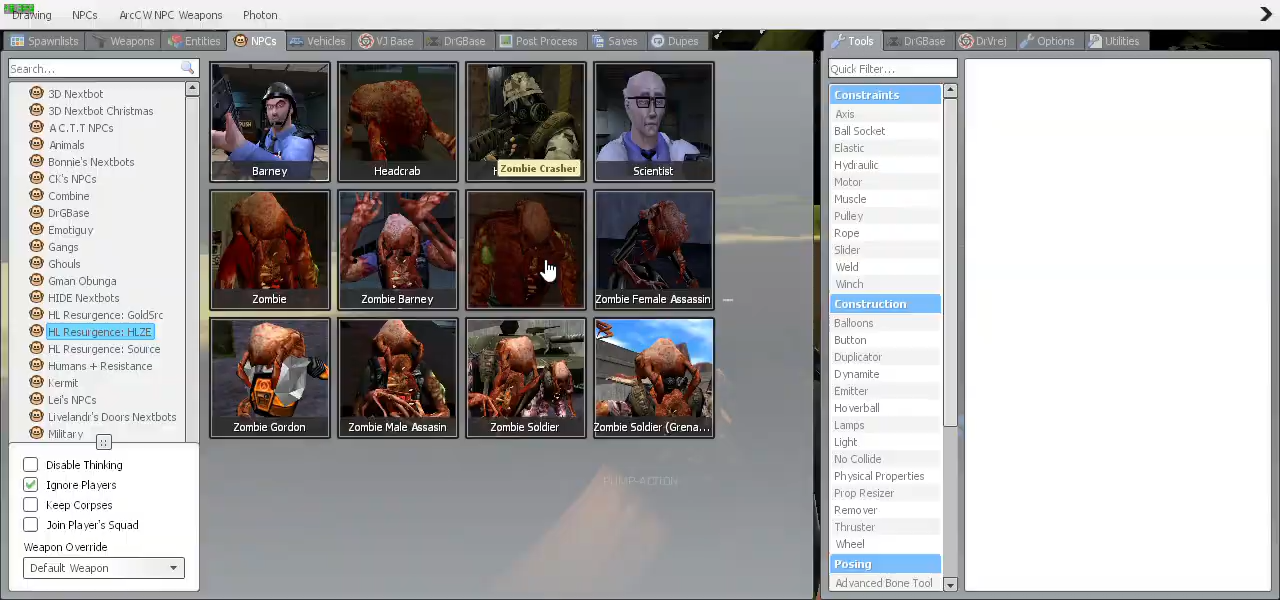 Drawing NPCs ArcCW NPC Weapons Photon
Spawnlists Weapons Entities NPCs Vehicles VJ Base DrGBase Post Process Saves Dupes
Search...
3D Nextbot
3D Nextbot Christmas
A.C.T.T NPCs
Animals
Bonnie's Nextbots
CK's NPCs
Combine
DrGBase
Emotiguy
Gangs
Ghouls
Gman Obunga
HIDE Nextbots
HL Resurgence: GoldSrc
HL Resurgence: HLZE
HL Resurgence: Source
Humans + Resistance
Kermit
Lei's NPCs
Livelandr's Doors Nextbots
Military
Disable Thinking
Ignore Players
Keep Corpses
Join Player's Squad
Weapon Override
Default Weapon
Barney Headcrab Zombie Crasher Scientist
Zombie Zombie Barney Zombie Female Assassin
Zombie Gordon Zombie Male Assasin Zombie Soldier Zombie Soldier (Grena...
PUMP-ACTION
Tools DrGBase DrVrej Options Utilities
Quick Filter...
Constraints
Axis
Ball Socket
Elastic
Hydraulic
Motor
Muscle
Pulley
Rope
Slider
Weld
Winch
Construction
Balloons
Button
Duplicator
Dynamite
Emitter
Hoverball
Lamps
Light
No Collide
Physical Properties
Prop Resizer
Remover
Thruster
Wheel
Posing
Advanced Bone Tool